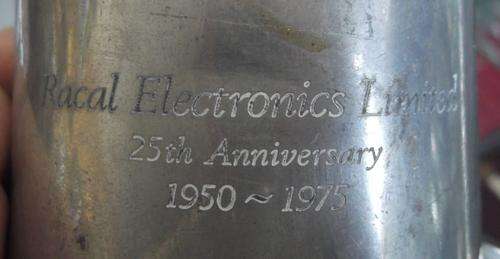 Racal Electronics Limited
25th Anniversary
1950 ~ 1975